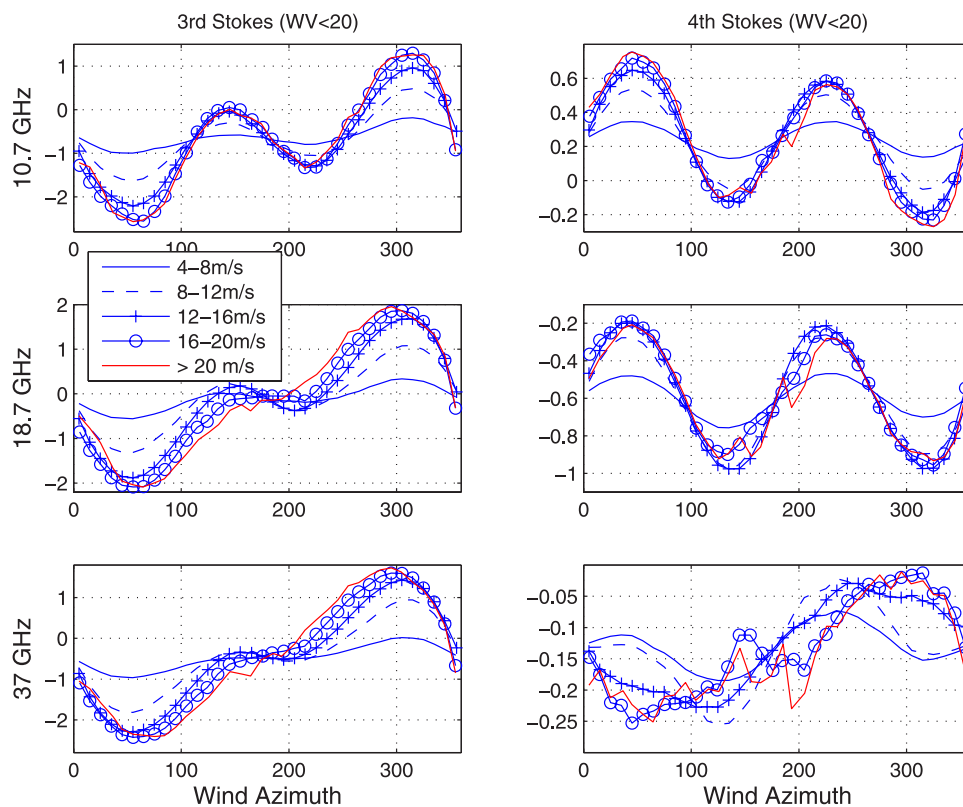 3rd Stokes (WV<20)
4th Stokes (WV<20)
10.7 GHz
1
0
−1
−2
0 100 200 300
0.6
0.4
0.2
0
−0.2
0 100 200 300
4−8m/s
8−12m/s
12−16m/s
16−20m/s
> 20 m/s
18.7 GHz
2
1
0
−1
−2
0 100 200 300
−0.2
−0.4
−0.6
−0.8
−1
0 100 200 300
37 GHz
1
0
−1
−2
0 100 200 300
Wind Azimuth
−0.05
−0.1
−0.15
−0.2
−0.25
0 100 200 300
Wind Azimuth